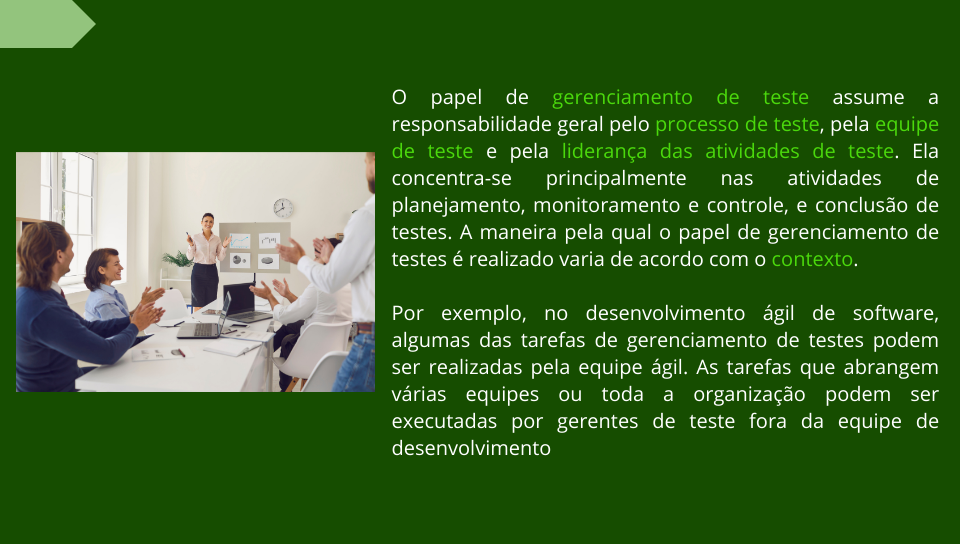 O papel de gerenciamento de teste assume a
responsabilidade geral pelo processo de teste, pela equipe
de teste e pela liderança das atividades de teste. Ela
concentra-se principalmente nas atividades de
planejamento, monitoramento e controle, e conclusão de
testes. A maneira pela qual o papel de gerenciamento de
testes é realizado varia de acordo com o contexto.
Por exemplo, no desenvolvimento ágil de software,
algumas das tarefas de gerenciamento de testes podem
ser realizadas pela equipe ágil. As tarefas que abrangem
várias equipes ou toda a organização podem ser
executadas por gerentes de teste fora da equipe de
desenvolvimento